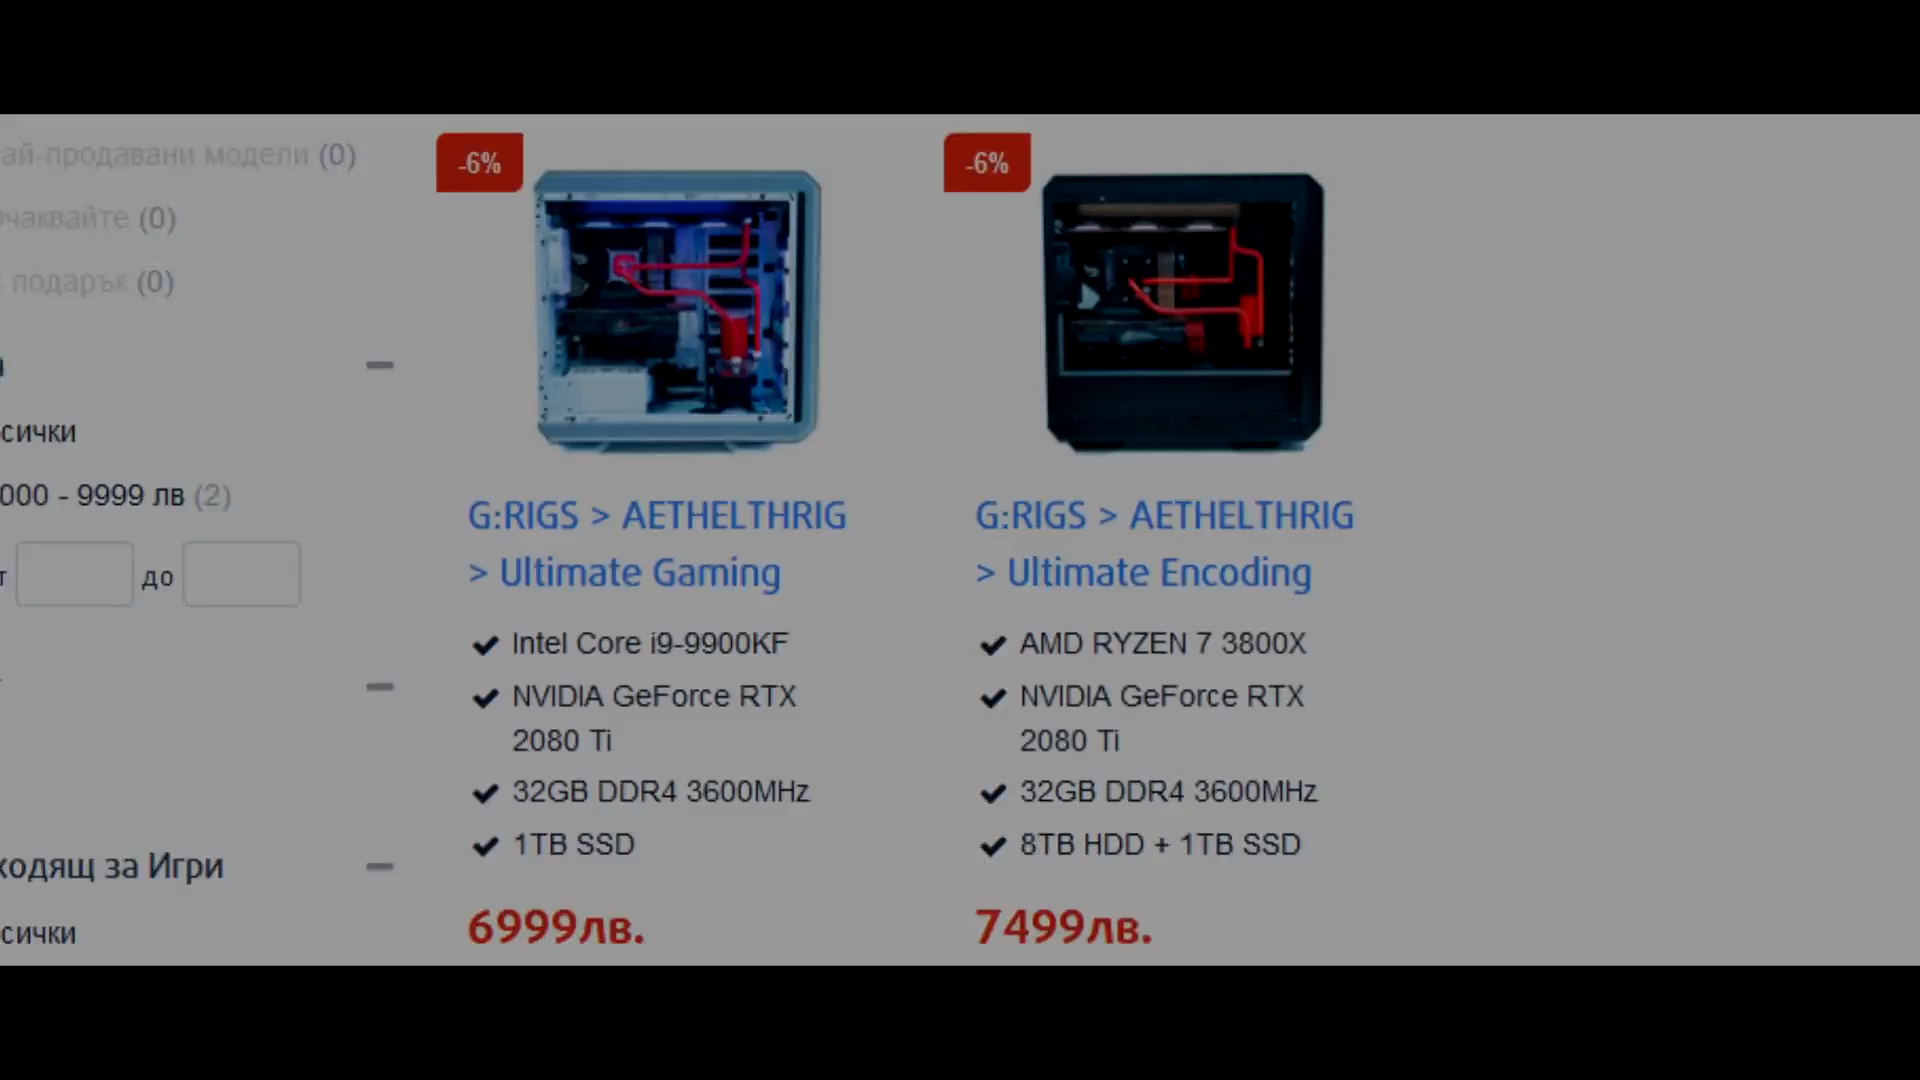 продавани модели (0)
чаквайте (0)
подарък (0)
сички
000 - 9999 лв (2)
до
ходящ за Игри
сички
-6%
G:RIGS > AETHELTHRIG
> Ultimate Gaming
Intel Core i9-9900KF
NVIDIA GeForce RTX
2080 Ti
32GB DDR4 3600MHz
1TB SSD
6999лв.
-6%
G:RIGS > AETHELTHRIG
> Ultimate Encoding
AMD RYZEN 7 3800X
NVIDIA GeForce RTX
2080 Ti
32GB DDR4 3600MHz
8TB HDD + 1TB SSD
7499лв.